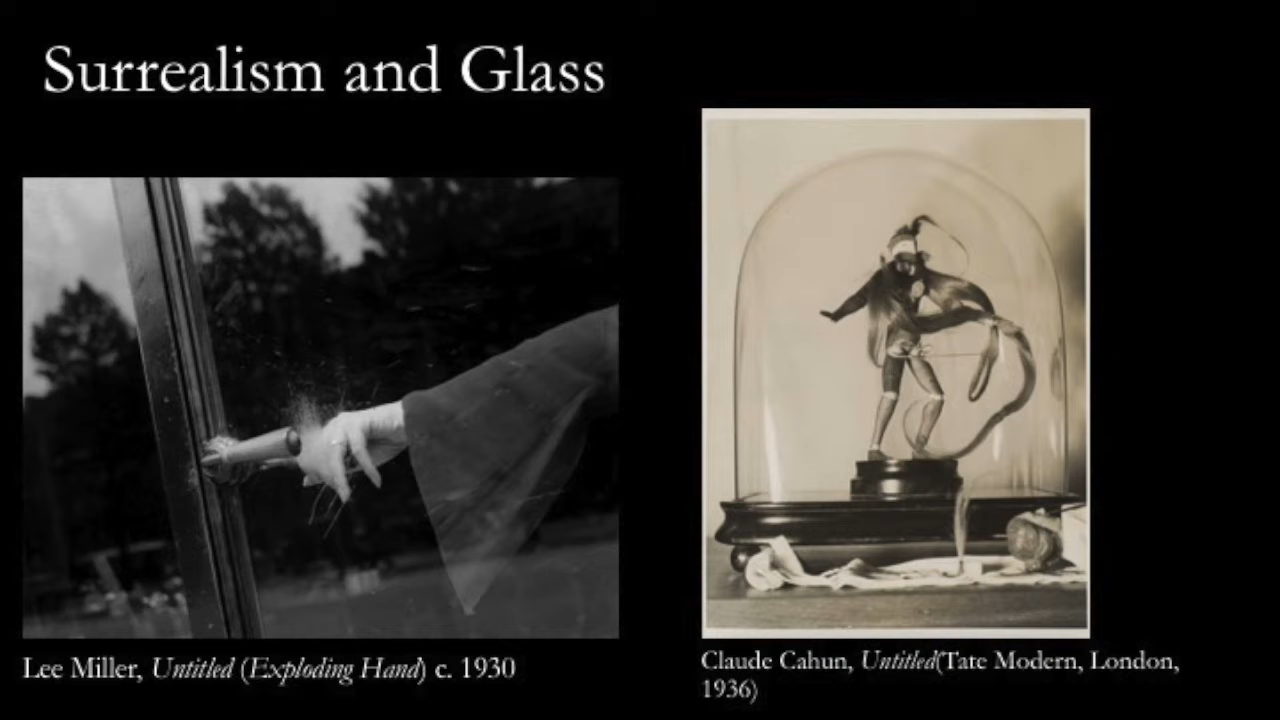 Surrealism and Glass
Lee Miller, Untitled (Exploding Hand) c. 1930
Claude Cahun, Untitled(Tate Modern, London,
1936)